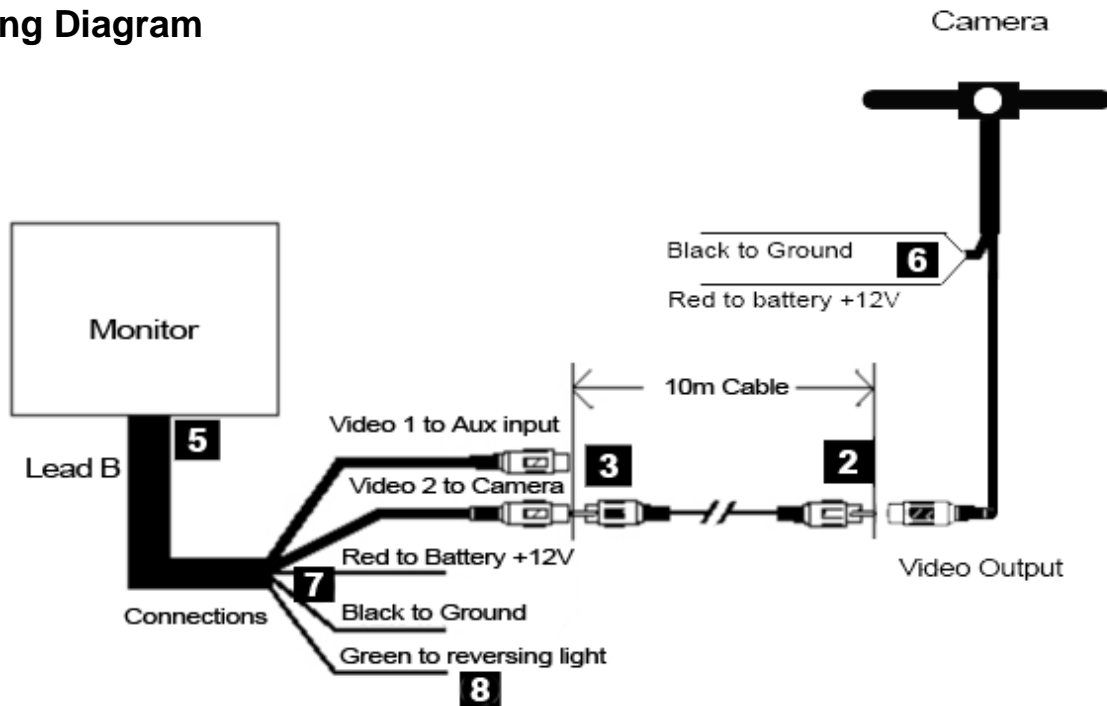 ng Diagram
Camera
Black to Ground
6
Red to battery +12V
Monitor
10m Cable
5
Video 1 to Aux input
Lead B
3
2
Video 2 to Camera
Red to Battery +12V
Video Output
7
Connections
Black to Ground
Green to reversing light
8